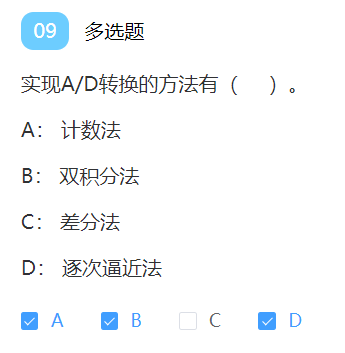 09 多选题
实现A/D转换的方法有（ ）。
A： 计数法
B： 双积分法
C： 差分法
D： 逐次逼近法
A B C D